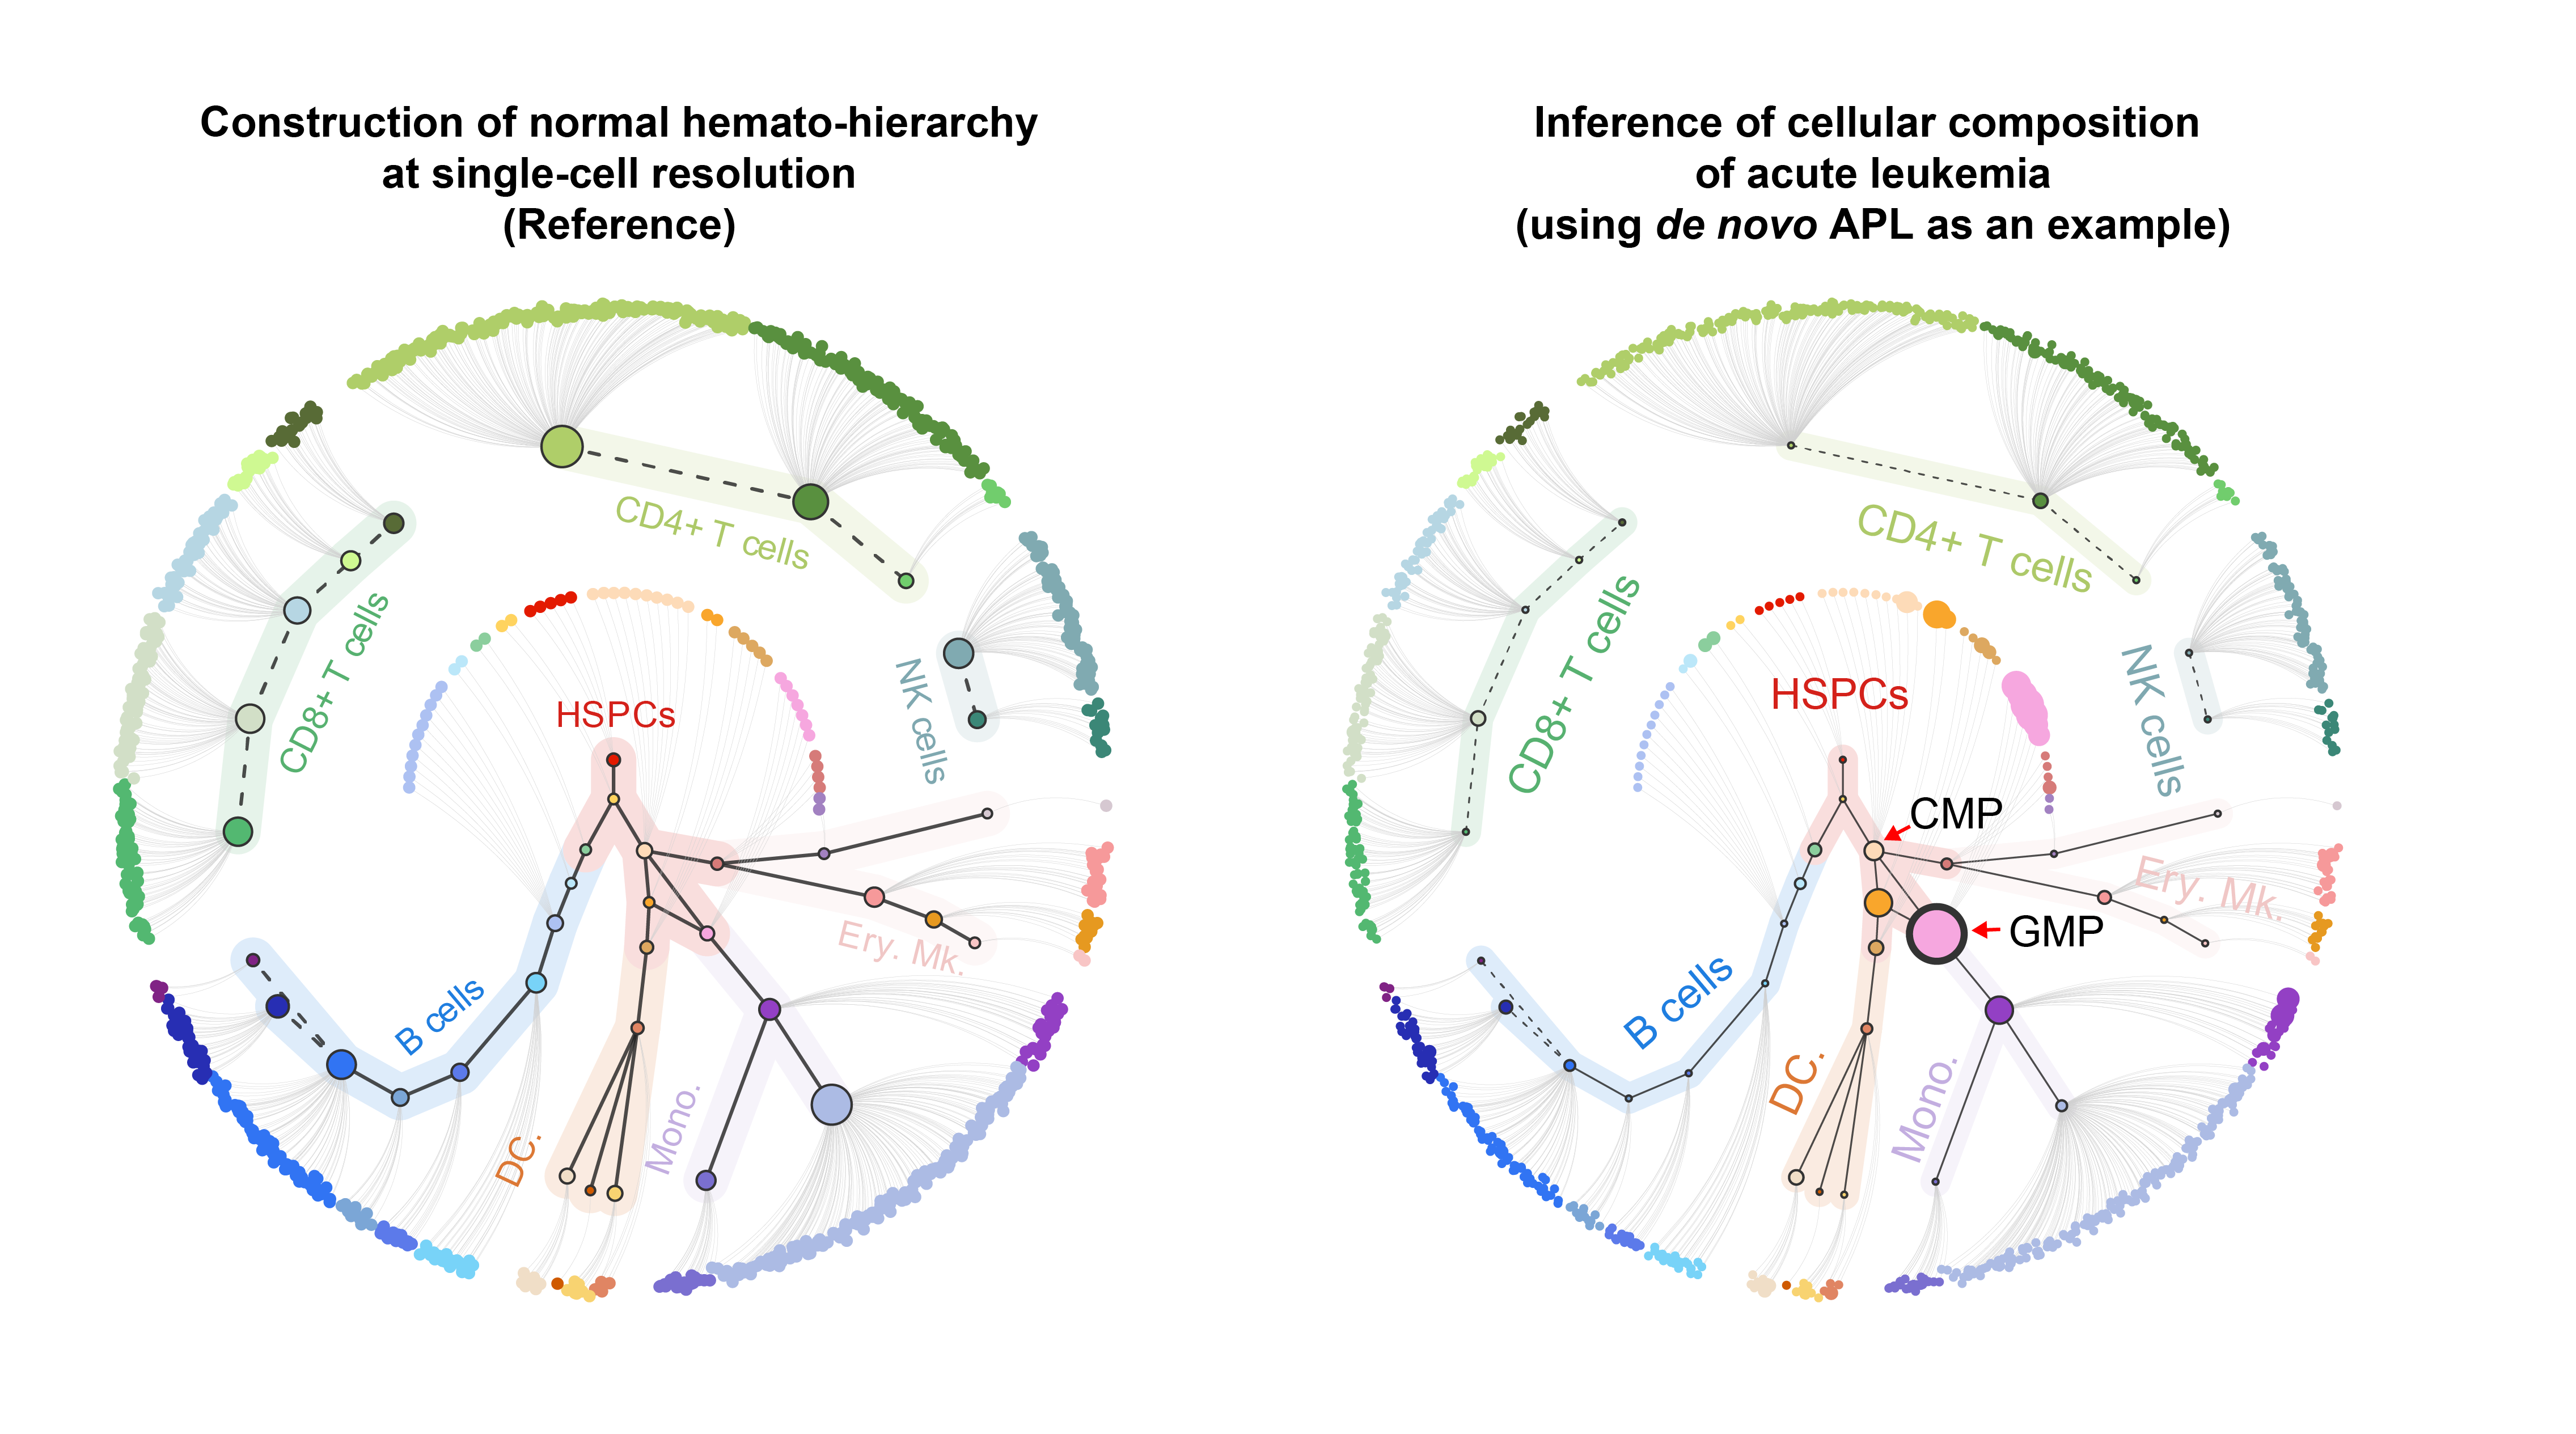 Construction of normal hemato-hierarchy
at single-cell resolution
(Reference)
CD4+ T cells
CD8+ T cells
NK cells
HSPCs
Ery. Mk.
B cells
DC.
Mono.
Inference of cellular composition
of acute leukemia
(using de novo APL as an example)
CD4+ T cells
CD8+ T cells
NK cells
HSPCs
CMP
Ery. Mk.
GMP
B cells
DC.
Mono.